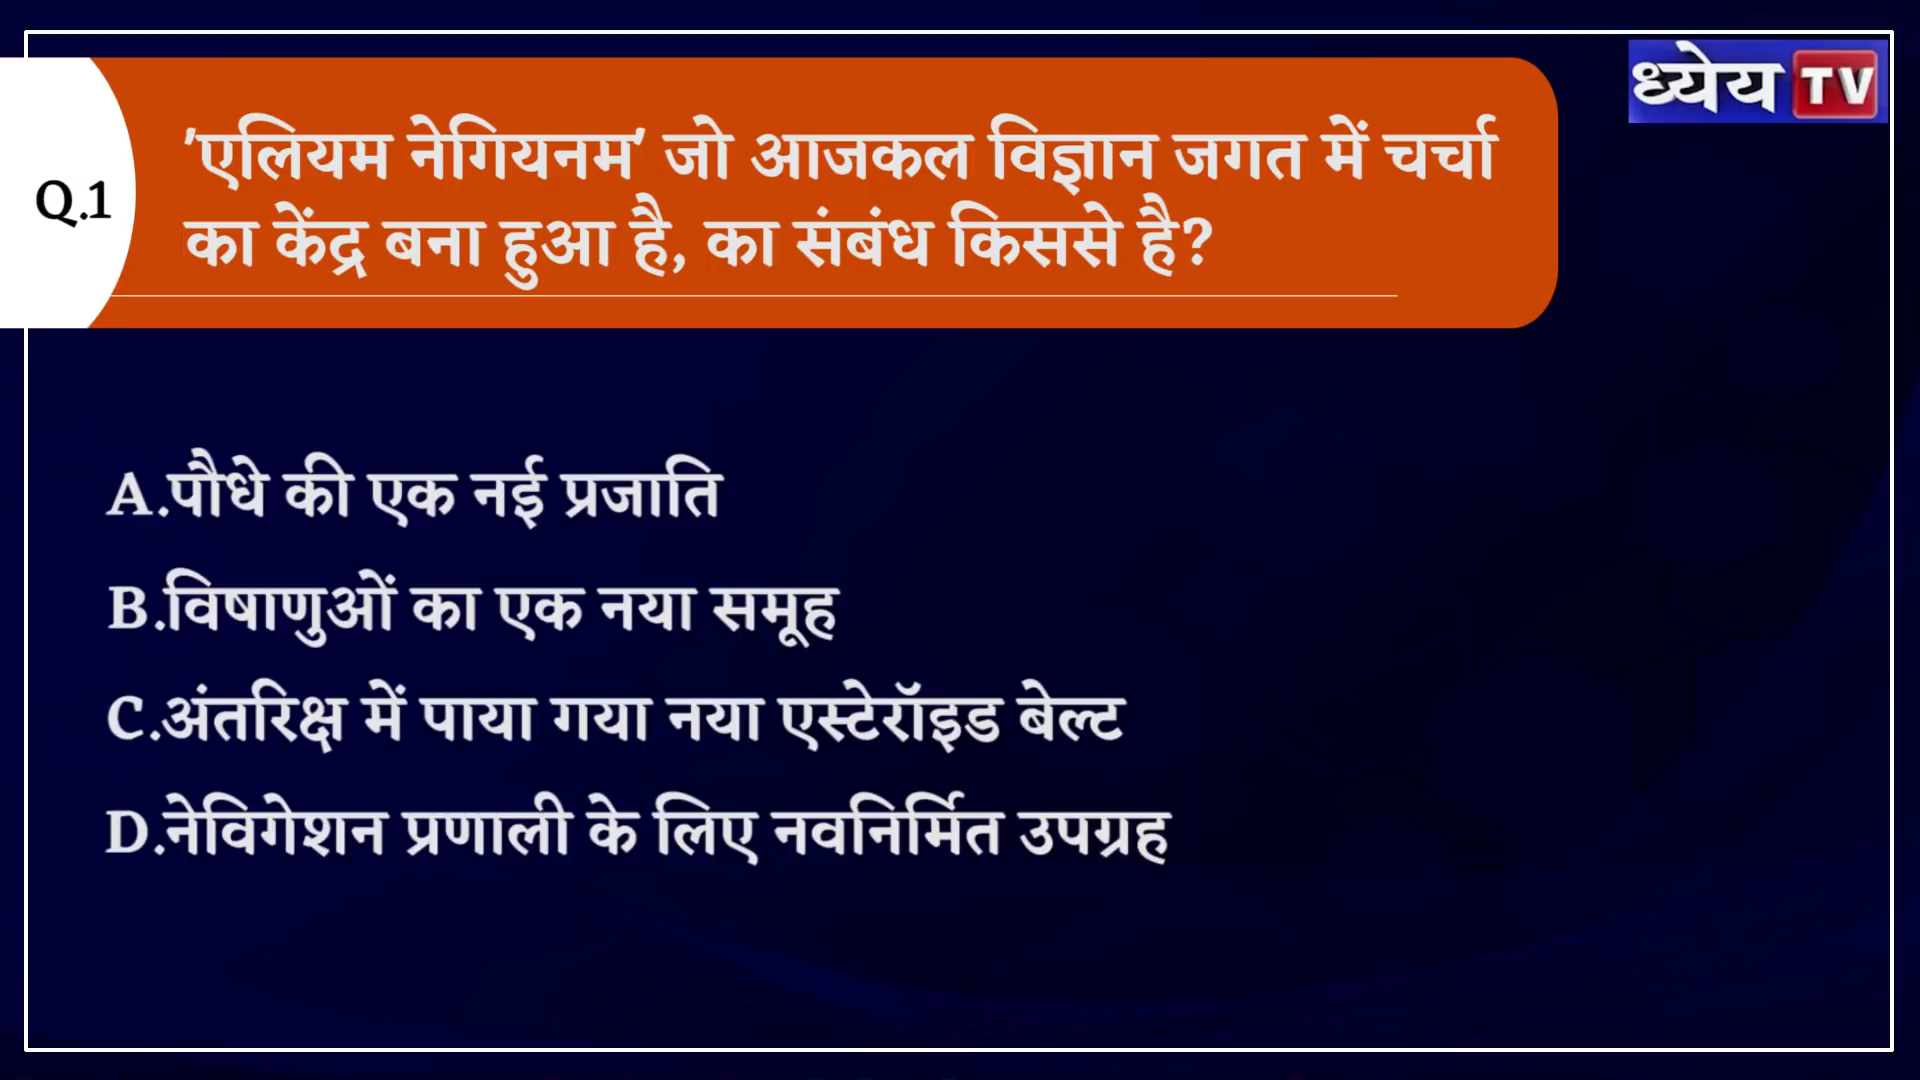 ध्येय TV
Q.1
'एलियम नेगियनम' जो आजकल विज्ञान जगत में चर्चा
का केंद्र बना हुआ है, का संबंध किससे है?
A.पौधे की एक नई प्रजाति
B.विषाणुओं का एक नया समूह
C.अंतरिक्ष में पाया गया नया एस्टेरॉइड बेल्ट
D.नेविगेशन प्रणाली के लिए नवनिर्मित उपग्रह